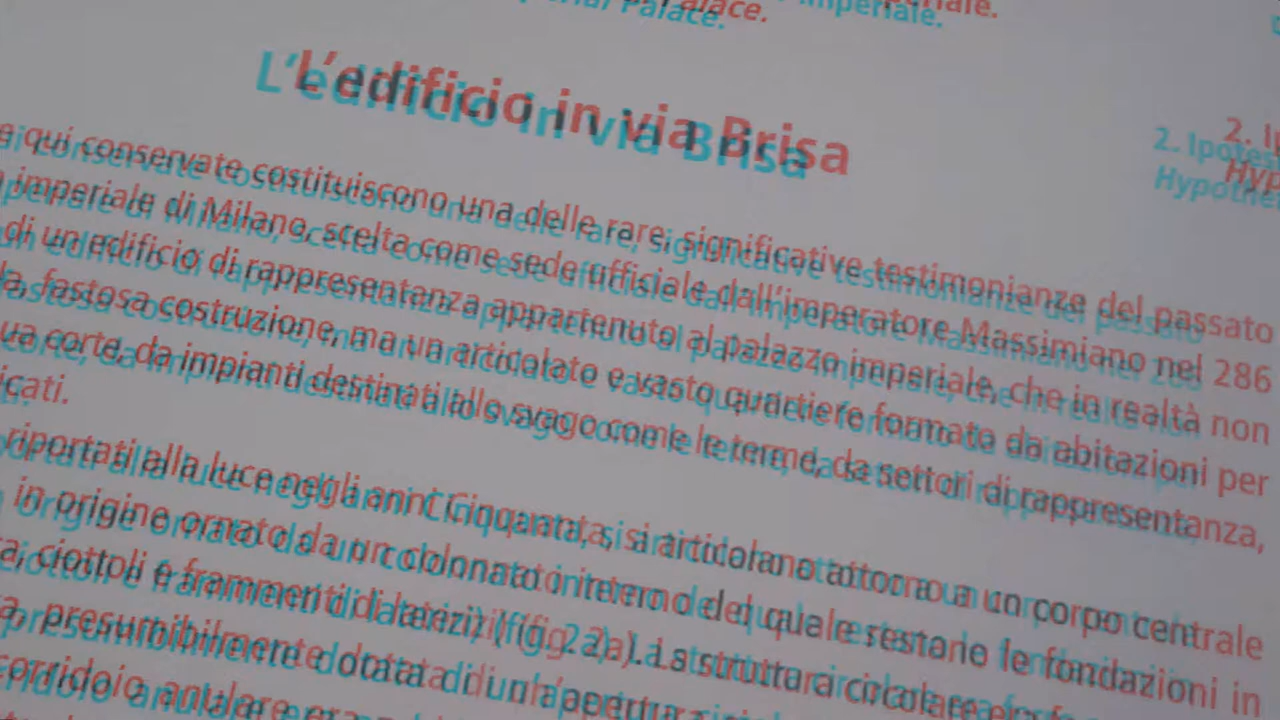 Palace.
imperiale.
L'edificio in via Brisa
2. Ipotes
Hypothe
qui conservate costituiscono una delle rare, significative testimonianze del passato
imperiale di Milano, scelta come sede ufficiale dall'imperatore Massimiano nel 286
di un edificio di rappresentanza appartenuto al palazzo imperiale, che in realtà non
fastosa costruzione, ma un articolato e vasto quartiere formato da abitazioni per
corte, da impianti destinati allo svago come le terme, da settori di rappresentanza,
icati.
riportati alla luce negli anni Cinquanta, si articolano attorno a un corpo centrale
in origine ornato da un colonnato interno del quale restano le fondazioni in
ciottoli e frammenti di laterizi (fig. 2a). La struttura circolare
presumibilmente dotata di un'apertura
corridoio anulare